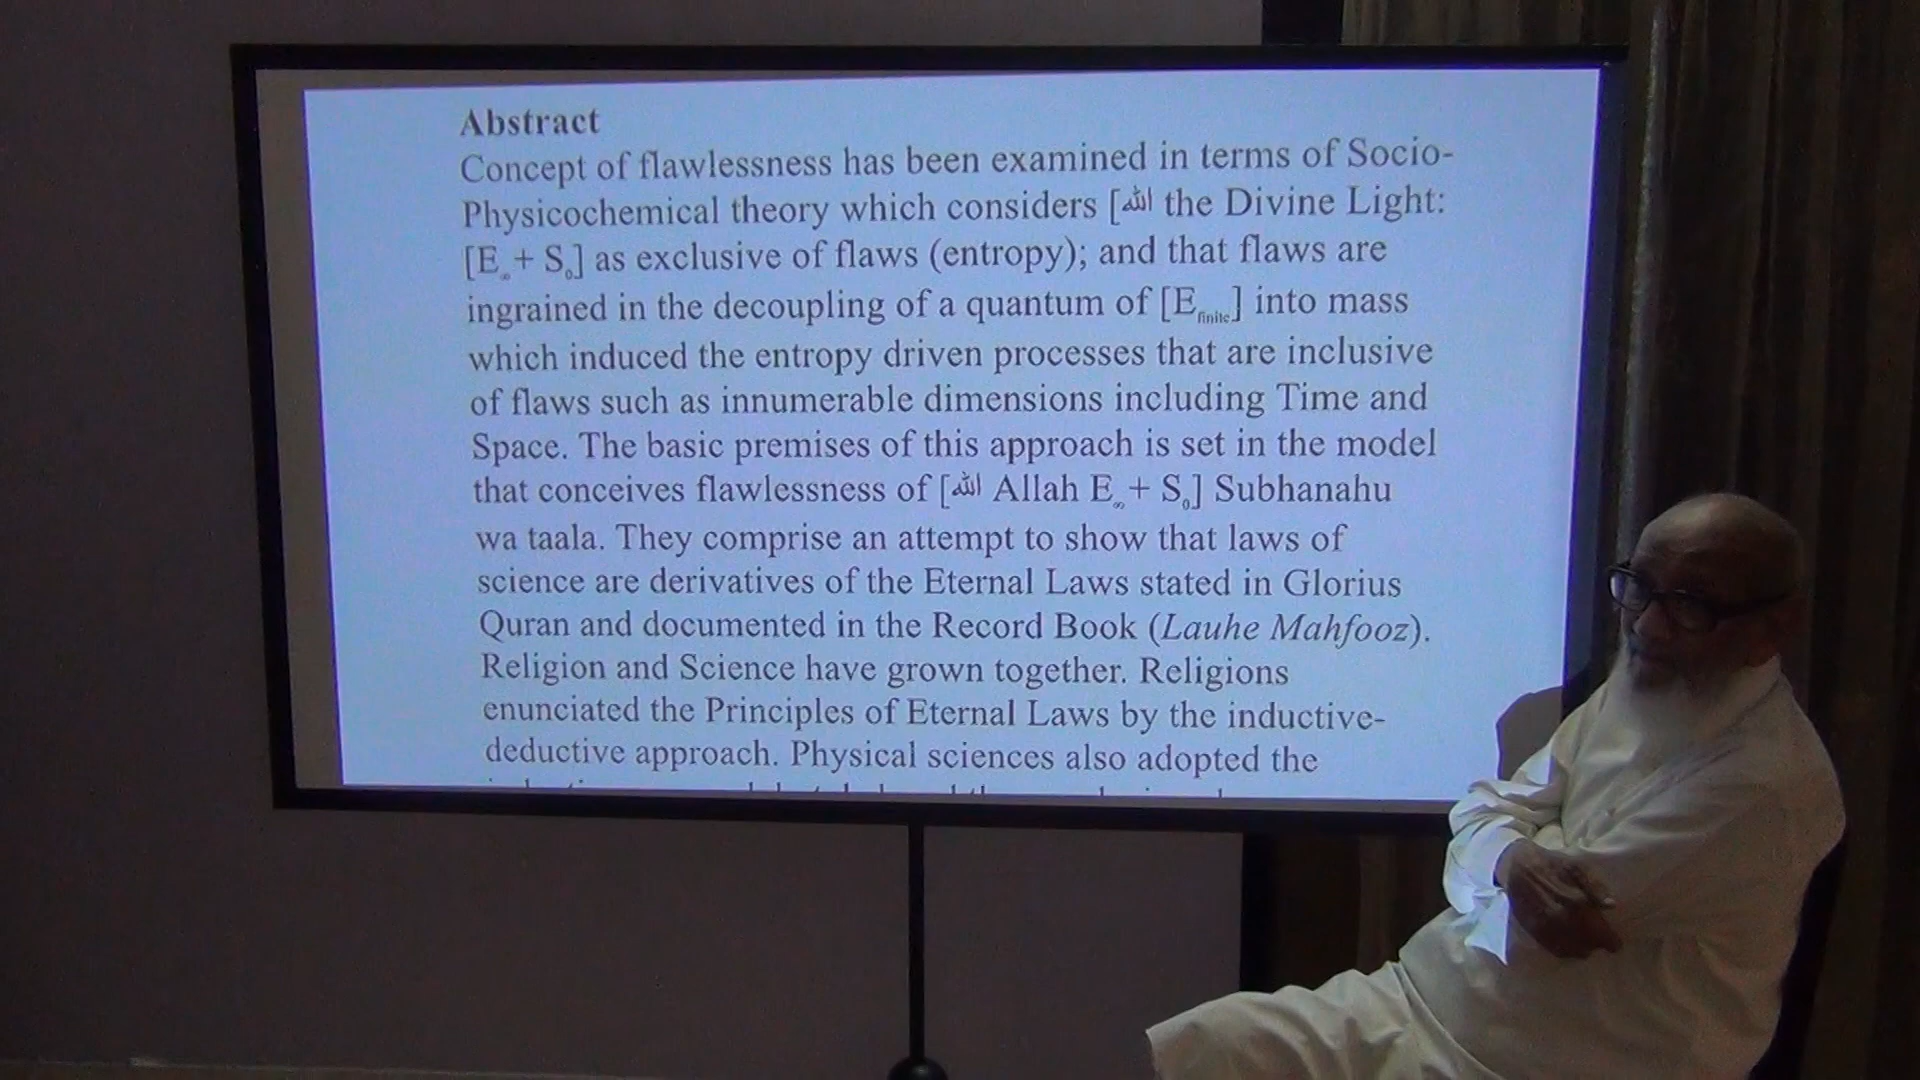 Abstract
Concept of flawlessness has been examined in terms of Socio-
Physicochemical theory which considers [الله the Divine Light:
[E∞+ S₀] as exclusive of flaws (entropy); and that flaws are
ingrained in the decoupling of a quantum of [Efinite] into mass
which induced the entropy driven processes that are inclusive
of flaws such as innumerable dimensions including Time and
Space. The basic premises of this approach is set in the model
that conceives flawlessness of [الله Allah E∞+ S₀] Subhanahu
wa taala. They comprise an attempt to show that laws of
science are derivatives of the Eternal Laws stated in Glorius
Quran and documented in the Record Book (Lauhe Mahfooz).
Religion and Science have grown together. Religions
enunciated the Principles of Eternal Laws by the inductive-
deductive approach. Physical sciences also adopted the